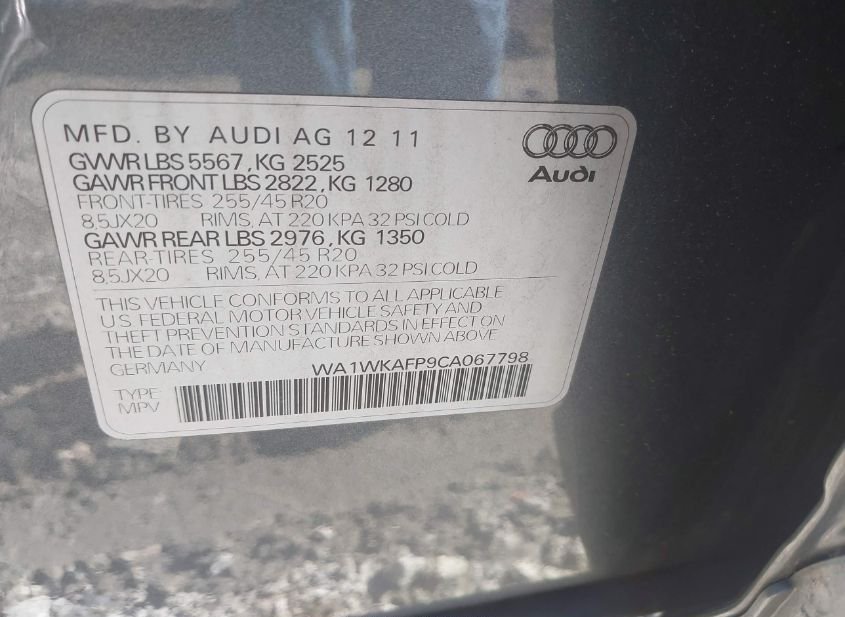 MFD. BY AUDI AG 12 11
GVWR LBS 5567, KG 2525
GAWR FRONT LBS 2822, KG 1280
FRONT-TIRES 255/45 R20
8,5JX20 RIMS, AT 220 KPA 32 PSI COLD
GAWR REAR LBS 2976, KG 1350
REAR-TIRES 255/45 R20
8,5JX20 RIMS, AT 220 KPA 32 PSI COLD
Audi
THIS VEHICLE CONFORMS TO ALL APPLICABLE
US FEDERAL MOTOR VEHICLE SAFETY AND
THEFT PREVENTION STANDARDS IN EFFECT ON
THE DATE OF MANUFACTURE SHOWN ABOVE
GERMANY WA1WKAFP9CA067798
TYPE
MPV